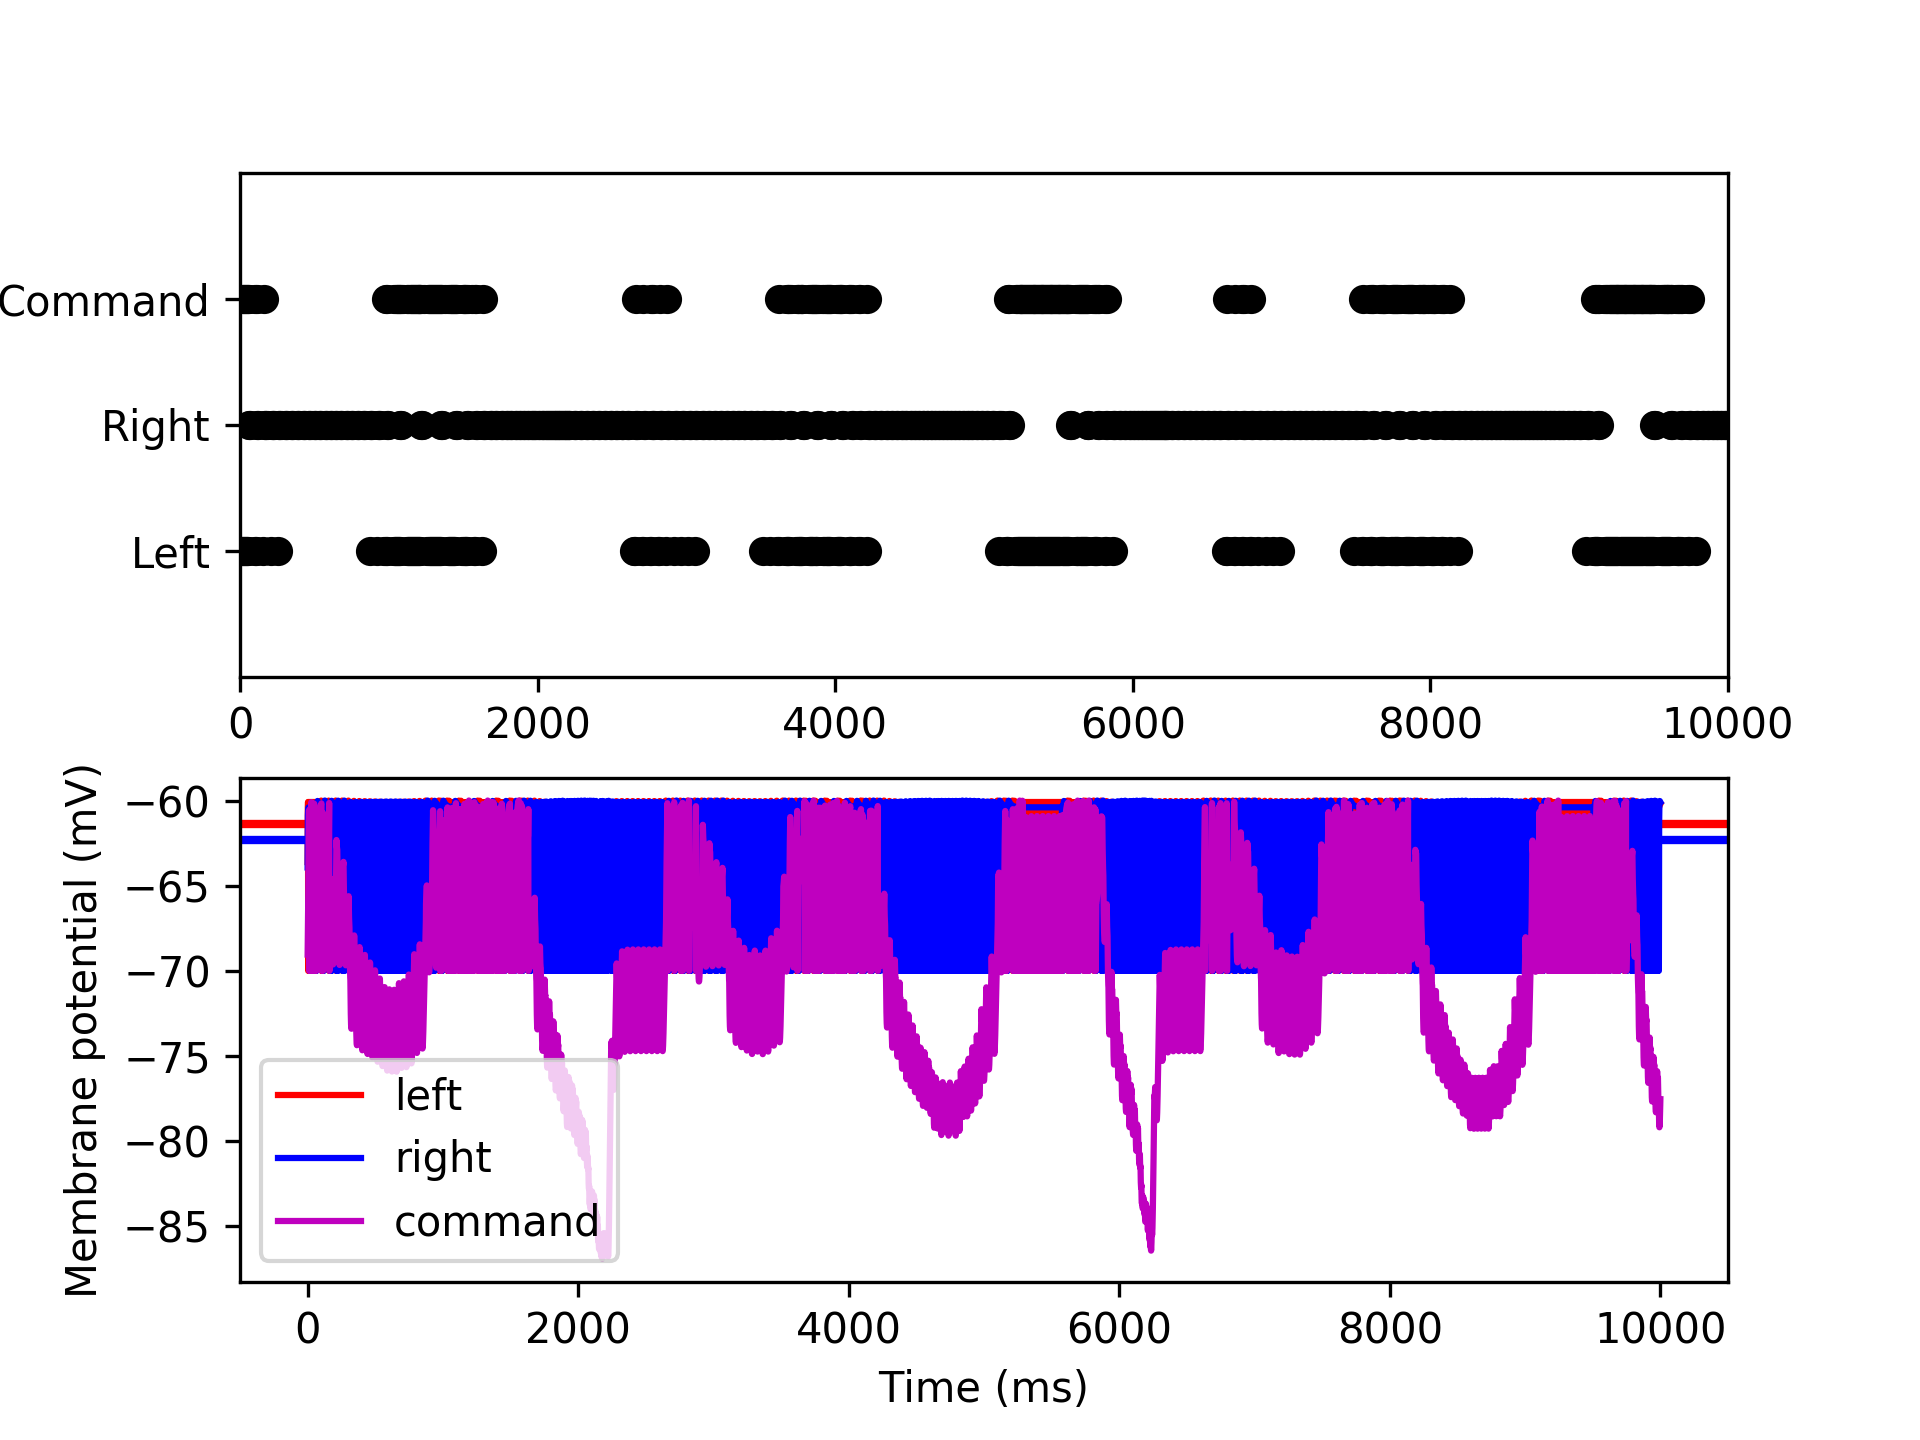 Command
Right
Left
0 2000 4000 6000 8000 10000
Membrane potential (mV)
−60
−65
−70
−75
−80
−85
left
right
command
0 2000 4000 6000 8000 10000
Time (ms)